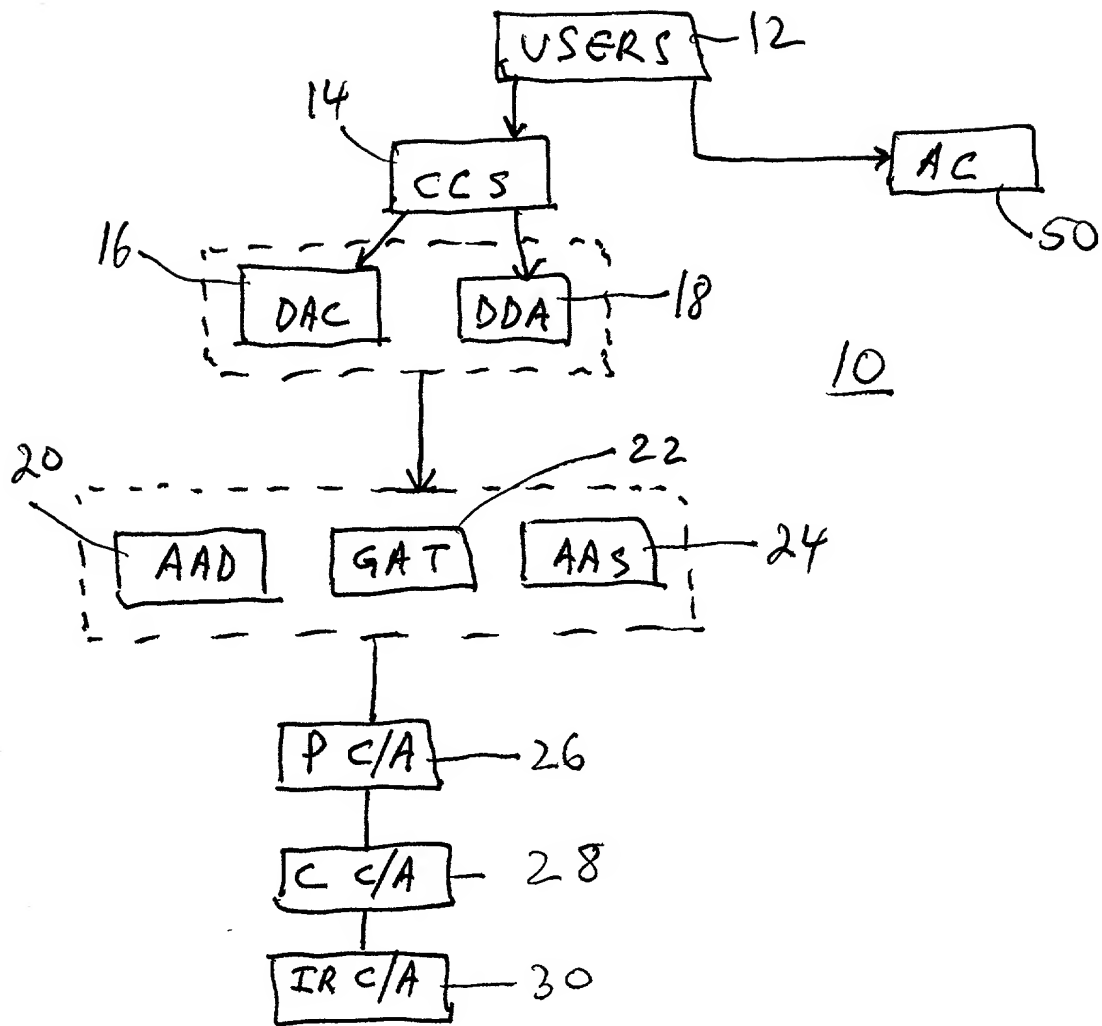 USERS 12
14
CCS
AC
50
16
DAC
DDA 18
10
20
22
AAD
GAT
AAS 24
P C/A 26
C C/A 28
IR C/A 30